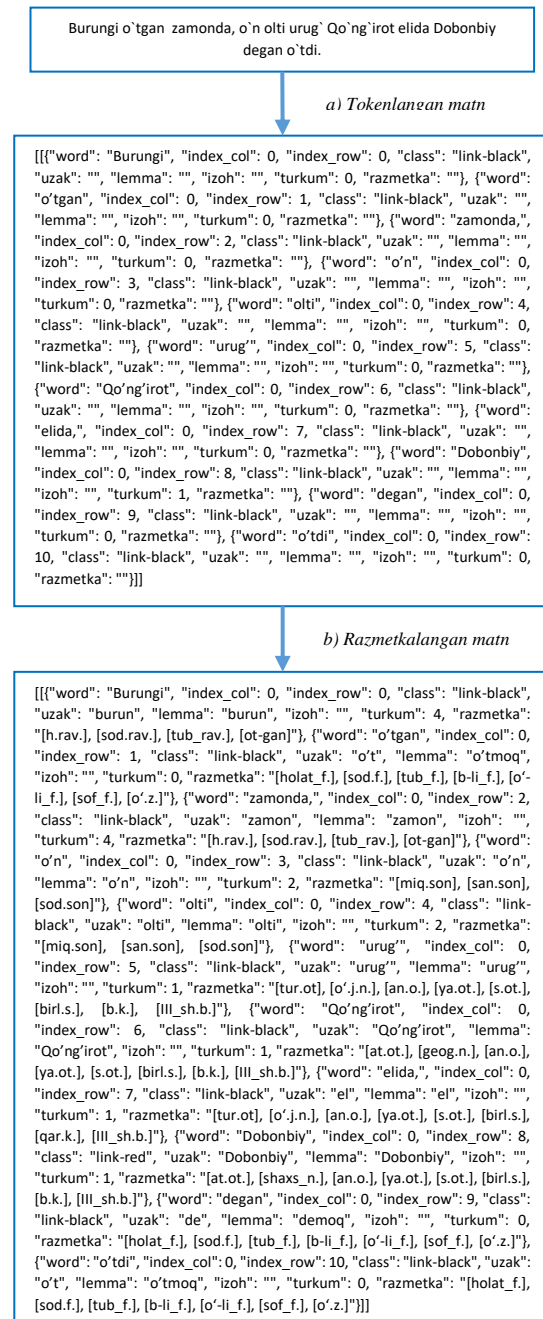 Burungi o`tgan zamonda, o`n olti urug` Qo`ng`irot elida Dobonbiy
degan o`tdi.
a) Tokenlangan matn
[[{"word": "Burungi", "index_col": 0, "index_row": 0, "class": "link-black",
"uzak": "", "lemma": "", "izoh": "", "turkum": 0, "razmetka": ""}, {"word":
"o’tgan", "index_col": 0, "index_row": 1, "class": "link-black", "uzak": "",
"lemma": "", "izoh": "", "turkum": 0, "razmetka": ""}, {"word": "zamonda,",
"index_col": 0, "index_row": 2, "class": "link-black", "uzak": "", "lemma": "",
"izoh": "", "turkum": 0, "razmetka": ""}, {"word": "o’n", "index_col": 0,
"index_row": 3, "class": "link-black", "uzak": "", "lemma": "", "izoh": "",
"turkum": 0, "razmetka": ""}, {"word": "olti", "index_col": 0, "index_row": 4,
"class": "link-black", "uzak": "", "lemma": "", "izoh": "", "turkum": 0,
"razmetka": ""}, {"word": "urug’", "index_col": 0, "index_row": 5, "class":
"link-black", "uzak": "", "lemma": "", "izoh": "", "turkum": 0, "razmetka": ""},
{"word": "Qo’ng’irot", "index_col": 0, "index_row": 6, "class": "link-black",
"uzak": "", "lemma": "", "izoh": "", "turkum": 0, "razmetka": ""}, {"word":
"elida,", "index_col": 0, "index_row": 7, "class": "link-black", "uzak": "",
"lemma": "", "izoh": "", "turkum": 0, "razmetka": ""}, {"word": "Dobonbiy",
"index_col": 0, "index_row": 8, "class": "link-black", "uzak": "", "lemma": "",
"izoh": "", "turkum": 1, "razmetka": ""}, {"word": "degan", "index_col": 0,
"index_row": 9, "class": "link-black", "uzak": "", "lemma": "", "izoh": "",
"turkum": 0, "razmetka": ""}, {"word": "o’tdi", "index_col": 0, "index_row":
10, "class": "link-black", "uzak": "", "lemma": "", "izoh": "", "turkum": 0,
"razmetka": ""}]]
b) Razmetkalangan matn
[[{"word": "Burungi", "index_col": 0, "index_row": 0, "class": "link-black",
"uzak": "burun", "lemma": "burun", "izoh": "", "turkum": 4, "razmetka":
"[h.rav.], [sod.rav.], [tub_rav.], [ot-gan]"}, {"word": "o’tgan", "index_col": 0,
"index_row": 1, "class": "link-black", "uzak": "o’t", "lemma": "o’tmoq",
"izoh": "", "turkum": 0, "razmetka": "[holat_f.], [sod.f.], [tub_f.], [b-li_f.], [o‘-
li_f.], [sof_f.], [o‘.z.]"}, {"word": "zamonda,", "index_col": 0, "index_row": 2,
"class": "link-black", "uzak": "zamon", "lemma": "zamon", "izoh": "",
"turkum": 4, "razmetka": "[h.rav.], [sod.rav.], [tub_rav.], [ot-gan]"}, {"word":
"o’n", "index_col": 0, "index_row": 3, "class": "link-black", "uzak": "o’n",
"lemma": "o’n", "izoh": "", "turkum": 2, "razmetka": "[miq.son], [san.son],
[sod.son]"}, {"word": "olti", "index_col": 0, "index_row": 4, "class": "link-
black", "uzak": "olti", "lemma": "olti", "izoh": "", "turkum": 2, "razmetka":
"[miq.son], [san.son], [sod.son]"}, {"word": "urug’", "index_col": 0,
"index_row": 5, "class": "link-black", "uzak": "urug’", "lemma": "urug’",
"izoh": "", "turkum": 1, "razmetka": "[tur.ot], [o‘.j.n.], [an.o.], [ya.ot.], [s.ot.],
[birl.s.], [b.k.], [III_sh.b.]"}, {"word": "Qo’ng’irot", "index_col": 0,
"index_row": 6, "class": "link-black", "uzak": "Qo’ng’irot", "lemma":
"Qo’ng’irot", "izoh": "", "turkum": 1, "razmetka": "[at.ot.], [geog.n.], [an.o.],
[ya.ot.], [s.ot.], [birl.s.], [b.k.], [III_sh.b.]"}, {"word": "elida,", "index_col": 0,
"index_row": 7, "class": "link-black", "uzak": "el", "lemma": "el", "izoh": "",
"turkum": 1, "razmetka": "[tur.ot], [o‘.j.n.], [an.o.], [ya.ot.], [s.ot.], [birl.s.],
[qar.k.], [III_sh.b.]"}, {"word": "Dobonbiy", "index_col": 0, "index_row": 8,
"class": "link-red", "uzak": "Dobonbiy", "lemma": "Dobonbiy", "izoh": "",
"turkum": 1, "razmetka": "[at.ot.], [shaxs_n.], [an.o.], [ya.ot.], [s.ot.], [birl.s.],
[b.k.], [III_sh.b.]"}, {"word": "degan", "index_col": 0, "index_row": 9, "class":
"link-black", "uzak": "de", "lemma": "demoq", "izoh": "", "turkum": 0,
"razmetka": "[holat_f.], [sod.f.], [tub_f.], [b-li_f.], [o‘-li_f.], [sof_f.], [o‘.z.]"},
{"word": "o’tdi", "index_col": 0, "index_row": 10, "class": "link-black", "uzak":
"o’t", "lemma": "o’tmoq", "izoh": "", "turkum": 0, "razmetka": "[holat_f.],
[sod.f.], [tub_f.], [b-li_f.], [o‘-li_f.], [sof_f.], [o‘.z.]"}]]